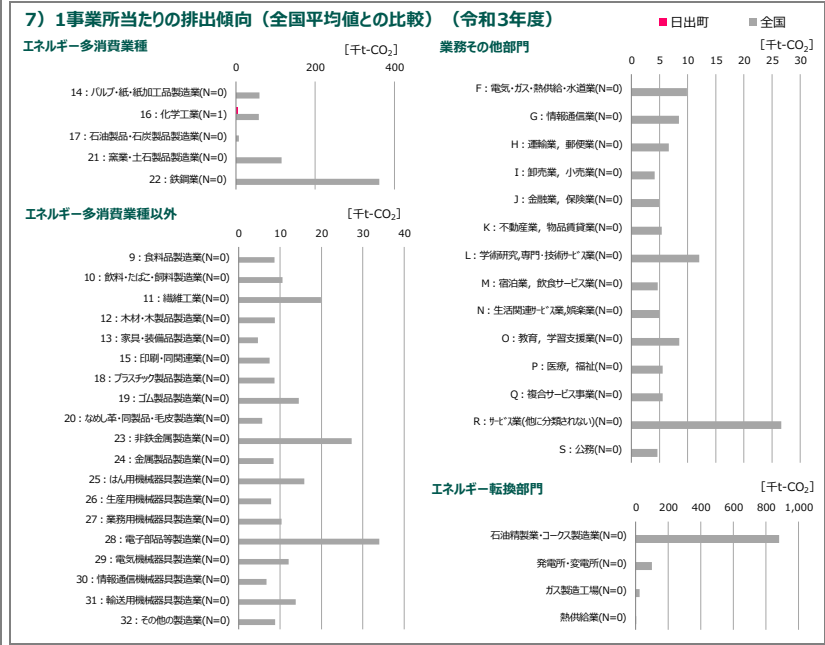 7）1事業所当たりの排出傾向（全国平均値との比較）（令和3年度）
■日出町 ■全国
エネルギー多消費業種
[千t-CO₂]
0 200 400
14：パルプ・紙・紙加工品製造業(N=0)
16：化学工業(N=1)
17：石油製品・石炭製品製造業(N=0)
21：窯業・土石製品製造業(N=0)
22：鉄鋼業(N=0)
エネルギー多消費業種以外
[千t-CO₂]
0 10 20 30 40
9：食料品製造業(N=0)
10：飲料・たばこ・飼料製造業(N=0)
11：繊維工業(N=0)
12：木材・木製品製造業(N=0)
13：家具・装備品製造業(N=0)
15：印刷・同関連業(N=0)
18：プラスチック製品製造業(N=0)
19：ゴム製品製造業(N=0)
20：なめし革・同製品・毛皮製造業(N=0)
23：非鉄金属製造業(N=0)
24：金属製品製造業(N=0)
25：はん用機械器具製造業(N=0)
26：生産用機械器具製造業(N=0)
27：業務用機械器具製造業(N=0)
28：電子部品等製造業(N=0)
29：電気機械器具製造業(N=0)
30：情報通信機械器具製造業(N=0)
31：輸送用機械器具製造業(N=0)
32：その他の製造業(N=0)
業務その他部門
[千t-CO₂]
0 5 10 15 20 25 30
F：電気・ガス・熱供給・水道業(N=0)
G：情報通信業(N=0)
H：運輸業，郵便業(N=0)
I：卸売業，小売業(N=0)
J：金融業，保険業(N=0)
K：不動産業，物品賃貸業(N=0)
L：学術研究,専門・技術サービス業(N=0)
M：宿泊業，飲食サービス業(N=0)
N：生活関連サービス業,娯楽業(N=0)
O：教育，学習支援業(N=0)
P：医療，福祉(N=0)
Q：複合サービス事業(N=0)
R：サービス業(他に分類されない)(N=0)
S：公務(N=0)
エネルギー転換部門
[千t-CO₂]
0 200 400 600 800 1,000
石油精製業・コークス製造業(N=0)
発電所・変電所(N=0)
ガス製造工場(N=0)
熱供給業(N=0)